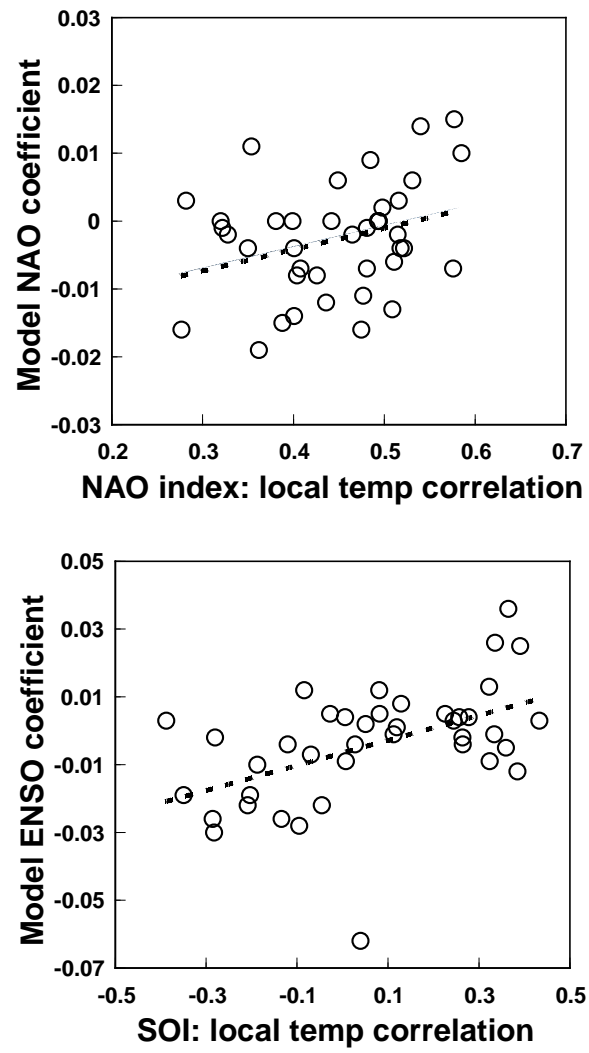 Model NAO coefficient
0.03
0.02
0.01
0
-0.01
-0.02
-0.03
0.2 0.3 0.4 0.5 0.6 0.7
NAO index: local temp correlation
Model ENSO coefficient
0.05
0.03
0.01
-0.01
-0.03
-0.05
-0.07
-0.5 -0.3 -0.1 0.1 0.3 0.5
SOI: local temp correlation